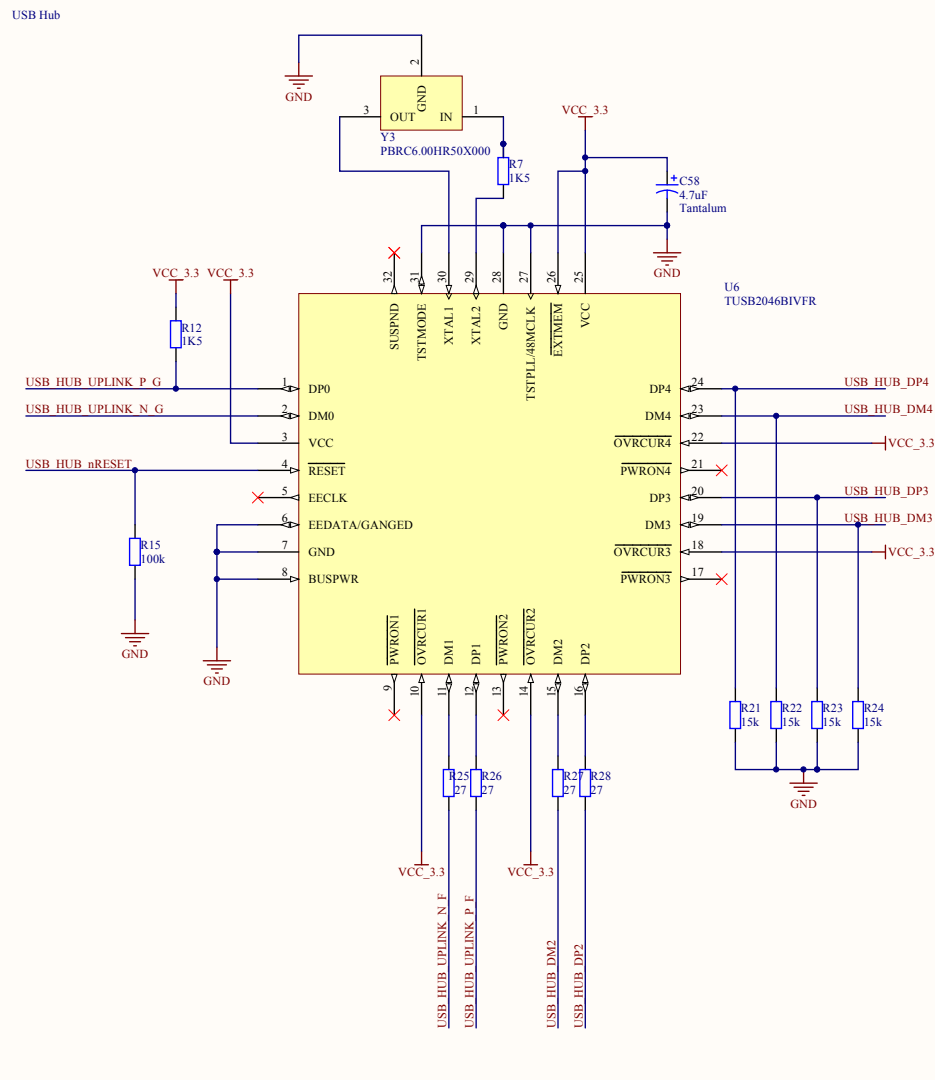 USB Hub
2
GND
GND
3
OUT
IN
1
Y3
PBRC6.00HR50X000
R7
1K5
VCC_3.3
C58
4.7uF
Tantalum
GND
VCC_3.3
VCC_3.3
R12
1K5
U6
TUSB2046BIVFR
32
31
30
29
28
27
26
25
SUSPND
TSTMODE
XTAL1
XTAL2
GND
TSTPLL/48MCLK
EXTMEM
VCC
USB_HUB_UPLINK_P_G
1
DP0
USB_HUB_UPLINK_N_G
2
DM0
3
VCC
USB_HUB_nRESET
4
RESET
5
EECLK
6
EEDATA/GANGED
7
GND
8
BUSPWR
R15
100k
GND
GND
DP4
24
USB_HUB_DP4
DM4
23
USB_HUB_DM4
OVRCUR4
22
VCC_3.3
PWRON4
21
DP3
20
USB_HUB_DP3
DM3
19
USB_HUB_DM3
OVRCUR3
18
VCC_3.3
PWRON3
17
PWRON1
OVRCUR1
DM1
DP1
PWRON2
OVRCUR2
DM2
DP2
9
10
11
12
13
14
15
16
R21
15k
R22
15k
R23
15k
R24
15k
GND
R25
27
R26
27
R27
27
R28
27
VCC_3.3
VCC_3.3
USB_HUB_UPLINK_N_F
USB_HUB_UPLINK_P_F
USB_HUB_DM2
USB_HUB_DP2